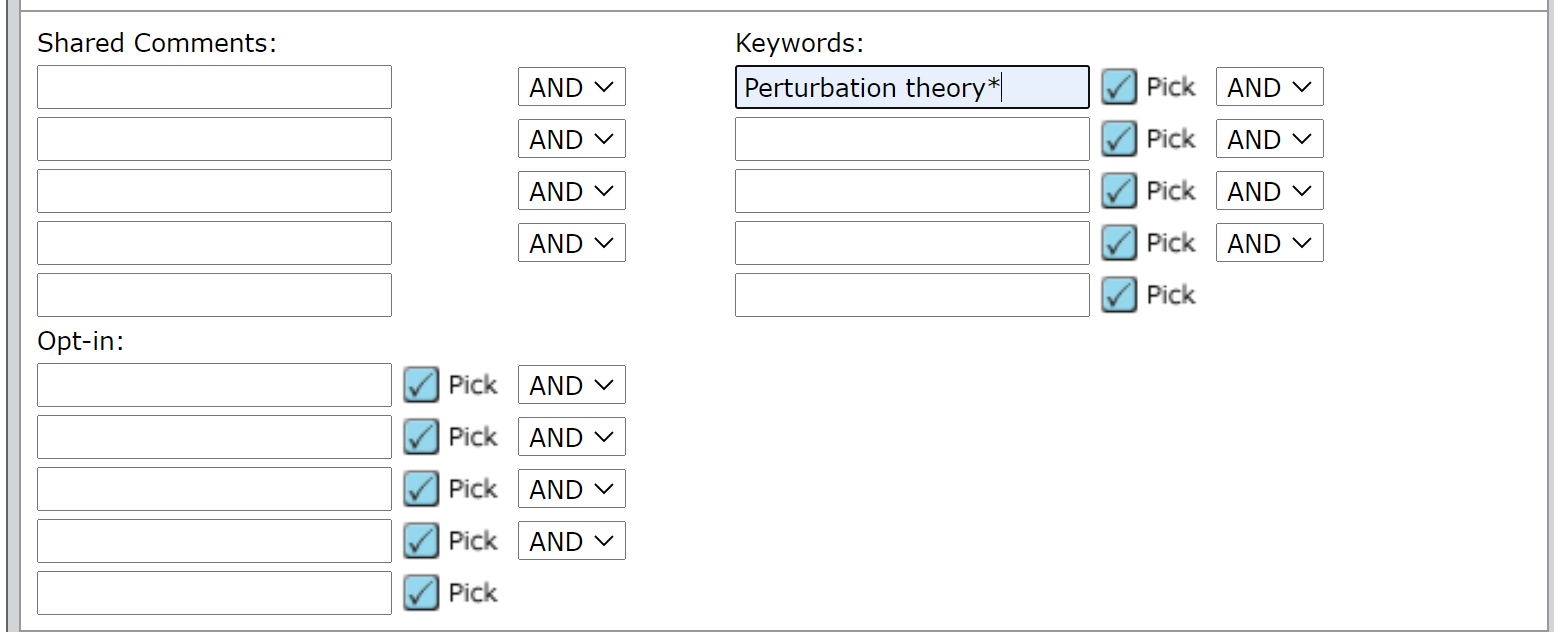 Shared Comments: Keywords:
AND Perturbation theory* Pick AND
AND Pick AND
AND Pick AND
AND Pick AND
Pick
Opt-in:
Pick AND
Pick AND
Pick AND
Pick AND
Pick